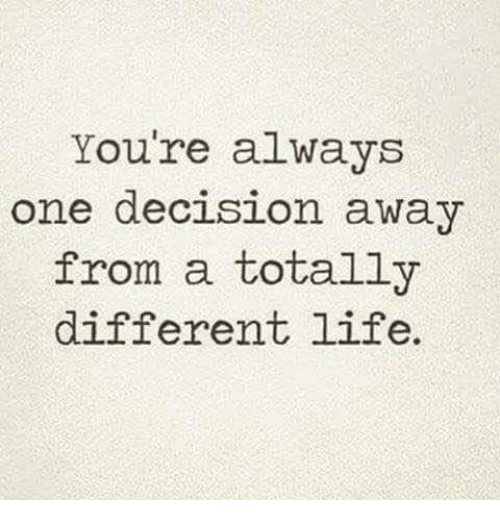 You're always
one decision away
from a totally
different life.